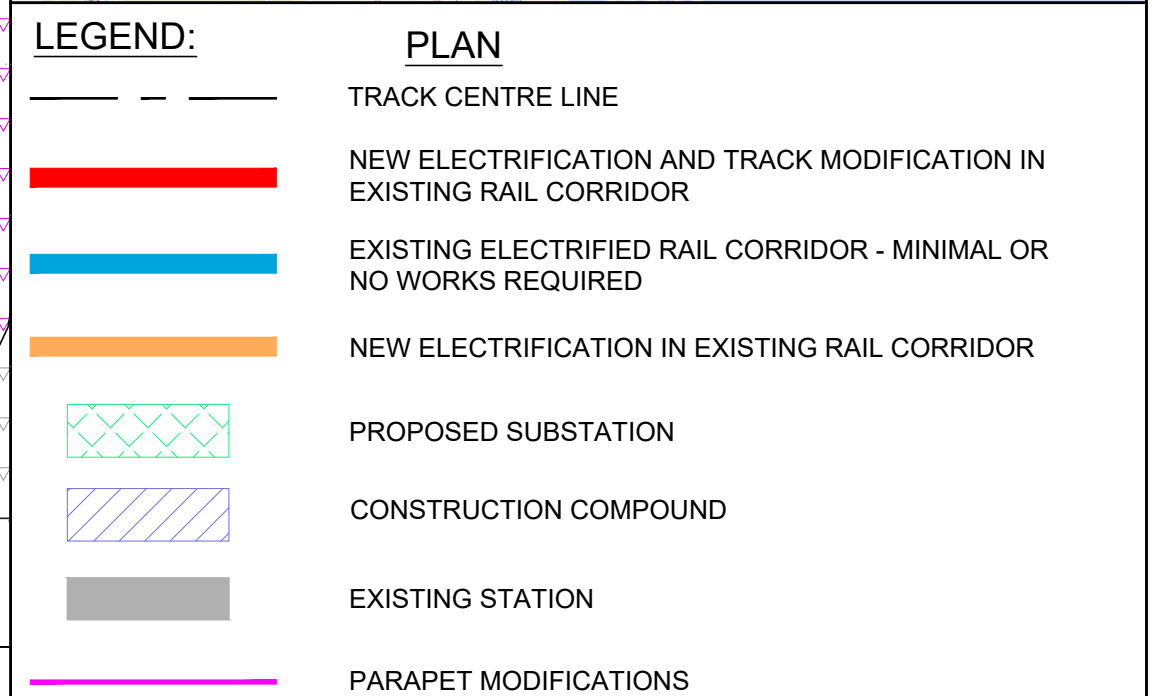 LEGEND:
PLAN
TRACK CENTRE LINE
NEW ELECTRIFICATION AND TRACK MODIFICATION IN
EXISTING RAIL CORRIDOR
EXISTING ELECTRIFIED RAIL CORRIDOR - MINIMAL OR
NO WORKS REQUIRED
NEW ELECTRIFICATION IN EXISTING RAIL CORRIDOR
PROPOSED SUBSTATION
CONSTRUCTION COMPOUND
EXISTING STATION
PARAPET MODIFICATIONS